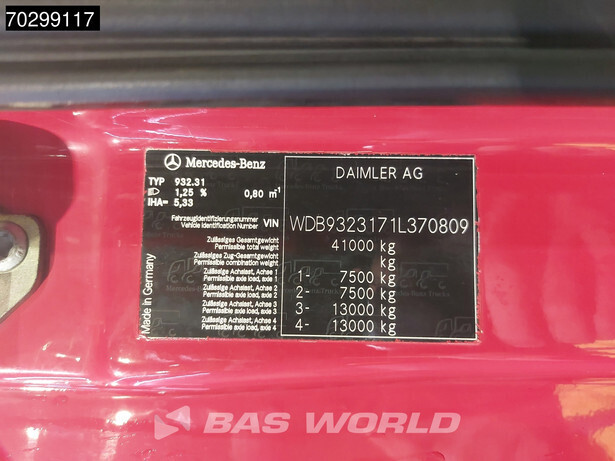 70299117
Mercedes-Benz
TYP 932.31
1,25 % 0,80 m⁻¹
IHA= 5,33
Fahrzeugidentifizierungsnummer
Vehicle identification number VIN
Zulässiges Gesamtgewicht
Permissible total weight
Zulässiges Zug-Gesamtgewicht
Permissible combination weight
Zulässige Achslast, Achse 1
Permissible axle load, axle 1
Zulässige Achslast, Achse 2
Permissible axle load, axle 2
Zulässige Achslast, Achse 3
Permissible axle load, axle 3
Zulässige Achslast, Achse 4
Permissible axle load, axle 4
Made in Germany
DAIMLER AG
WDB9323171L370809
41000 kg
kg
1- 7500 kg
2- 7500 kg
3- 13000 kg
4- 13000 kg
BAS WORLD